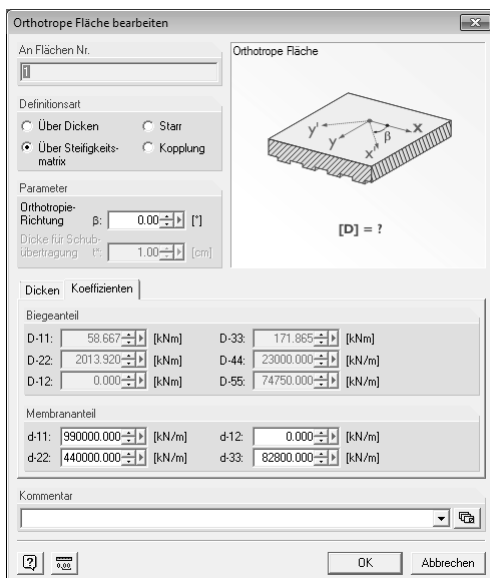 Orthotrope Fläche bearbeiten
An Flächen Nr.
1
Definitionsart
Über Dicken
Starr
Über Steifigkeits-
matrix
Kopplung
Parameter
Orthotropie-
Richtung β: 0.00 [°]
Dicke für Schub-
übertragung t*: 1.00 [cm]
Orthotrope Fläche
y'
y
β
x
x'
[D] = ?
Dicken Koeffizienten
Biegeanteil
D-11: 58.667 [kNm] D-33: 171.865 [kNm]
D-22: 2013.920 [kNm] D-44: 23000.000 [kN/m]
D-12: 0.000 [kNm] D-55: 74750.000 [kN/m]
Membrananteil
d-11: 990000.000 [kN/m] d-12: 0.000 [kN/m]
d-22: 440000.000 [kN/m] d-33: 82800.000 [kN/m]
Kommentar
0,00
OK Abbrechen